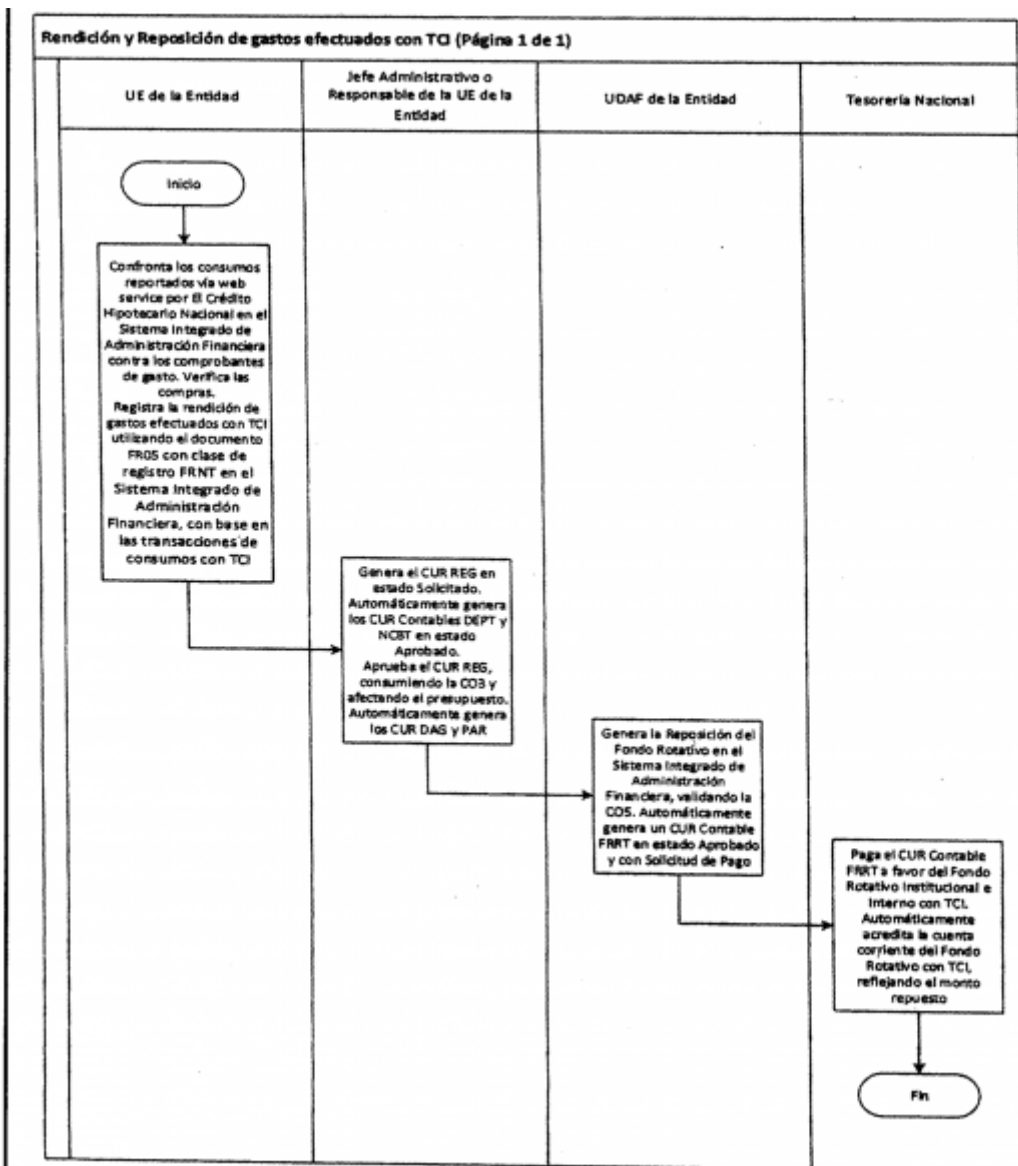 Rendición y Reposición de gastos efectuados con TCI (Página 1 de 1)
UE de la Entidad
Jefe Administrativo o
Responsable de la UE de la
Entidad
UDAF de la Entidad
Tesorería Nacional
Inicio
Confronta los consumos
reportados vía web
service por El Crédito
Hipotecario Nacional en el
Sistema Integrado de
Administración Financiera
contra los comprobantes
de gasto. Verifica las
compras.
Registra la rendición de
gastos efectuados con TCI
utilizando el documento
FR05 con clase de
registro FRNT en el
Sistema Integrado de
Administración
Financiera, con base en
las transacciones de
consumos con TCI
Genera el CUR REG en
estado Solicitado.
Automáticamente genera
los CUR Contables DEPT y
NCBT en estado
Aprobado.
Aprueba el CUR REG,
consumiendo la CO3 y
afectando el presupuesto.
Automáticamente genera
los CUR DAG y PAR
Genera la Reposición del
Fondo Rotativo en el
Sistema Integrado de
Administración
Financiera, validando la
COS. Automáticamente
genera un CUR Contable
FRRT en estado Aprobado
y con Solicitud de Pago
Paga el CUR Contable
FRRT a favor del Fondo
Rotativo Institucional e
Interno con TCI.
Automáticamente
acredita la cuenta
corriente del Fondo
Rotativo con TCI,
reflejando el monto
repuesto
Fin